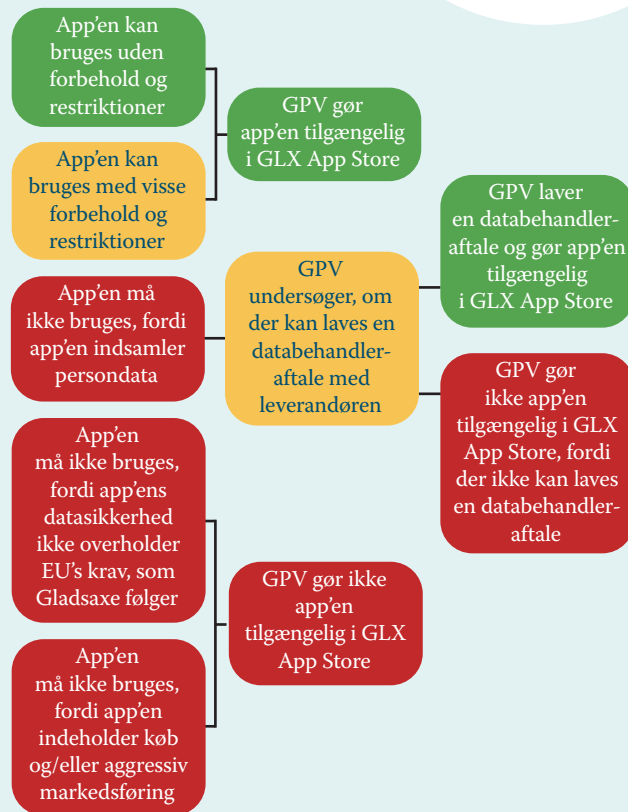 App'en kan
bruges uden
forbehold og
restriktioner
GPV gør
app'en tilgængelig
i GLX App Store
App'en kan
bruges med visse
forbehold og
restriktioner
GPV laver
en databehandler-
aftale og gør app'en
tilgængelig
i GLX App Store
App'en må
ikke bruges, fordi
app'en indsamler
persondata
GPV
undersøger, om
der kan laves en
databehandler-
aftale med
leverandøren
GPV gør
ikke app'en
tilgængelig i GLX
App Store, fordi
der ikke kan laves
en databehandler-
aftale
App'en
må ikke bruges,
fordi app'ens
datasikkerhed
ikke overholder
EU's krav, som
Gladsaxe følger
GPV gør ikke
app'en
tilgængelig i GLX
App Store
App'en
må ikke bruges,
fordi app'en
indeholder køb
og/eller aggressiv
markedsføring